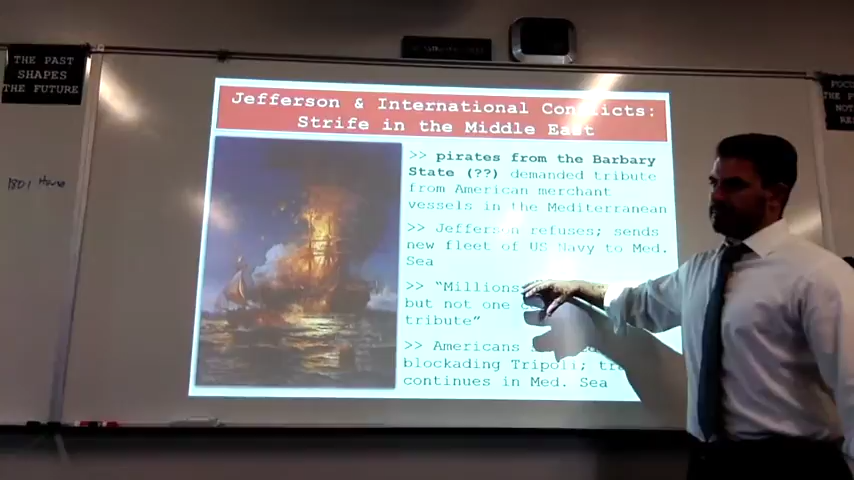 THE PAST
SHAPES
THE FUTURE
1801
Jefferson & International Conflicts:
Strife in the Middle East
>> pirates from the Barbary
State (??) demanded tribute
from American merchant
vessels in the Mediterranean
>> Jefferson refuses; sends
new fleet of US Navy to Med.
Sea
>> "Millions
but not one
tribute"
>> Americans
blockading Tripoli;
continues in Med. Sea